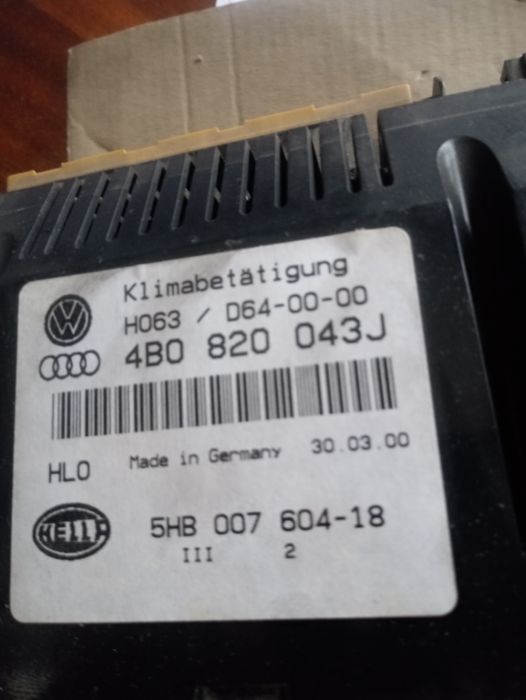 Klimabetätigung
H063 / D64-00-00
4B0 820 043J
HLO Made in Germany 30.03.00
HELLA 5HB 007 604-18
III 2